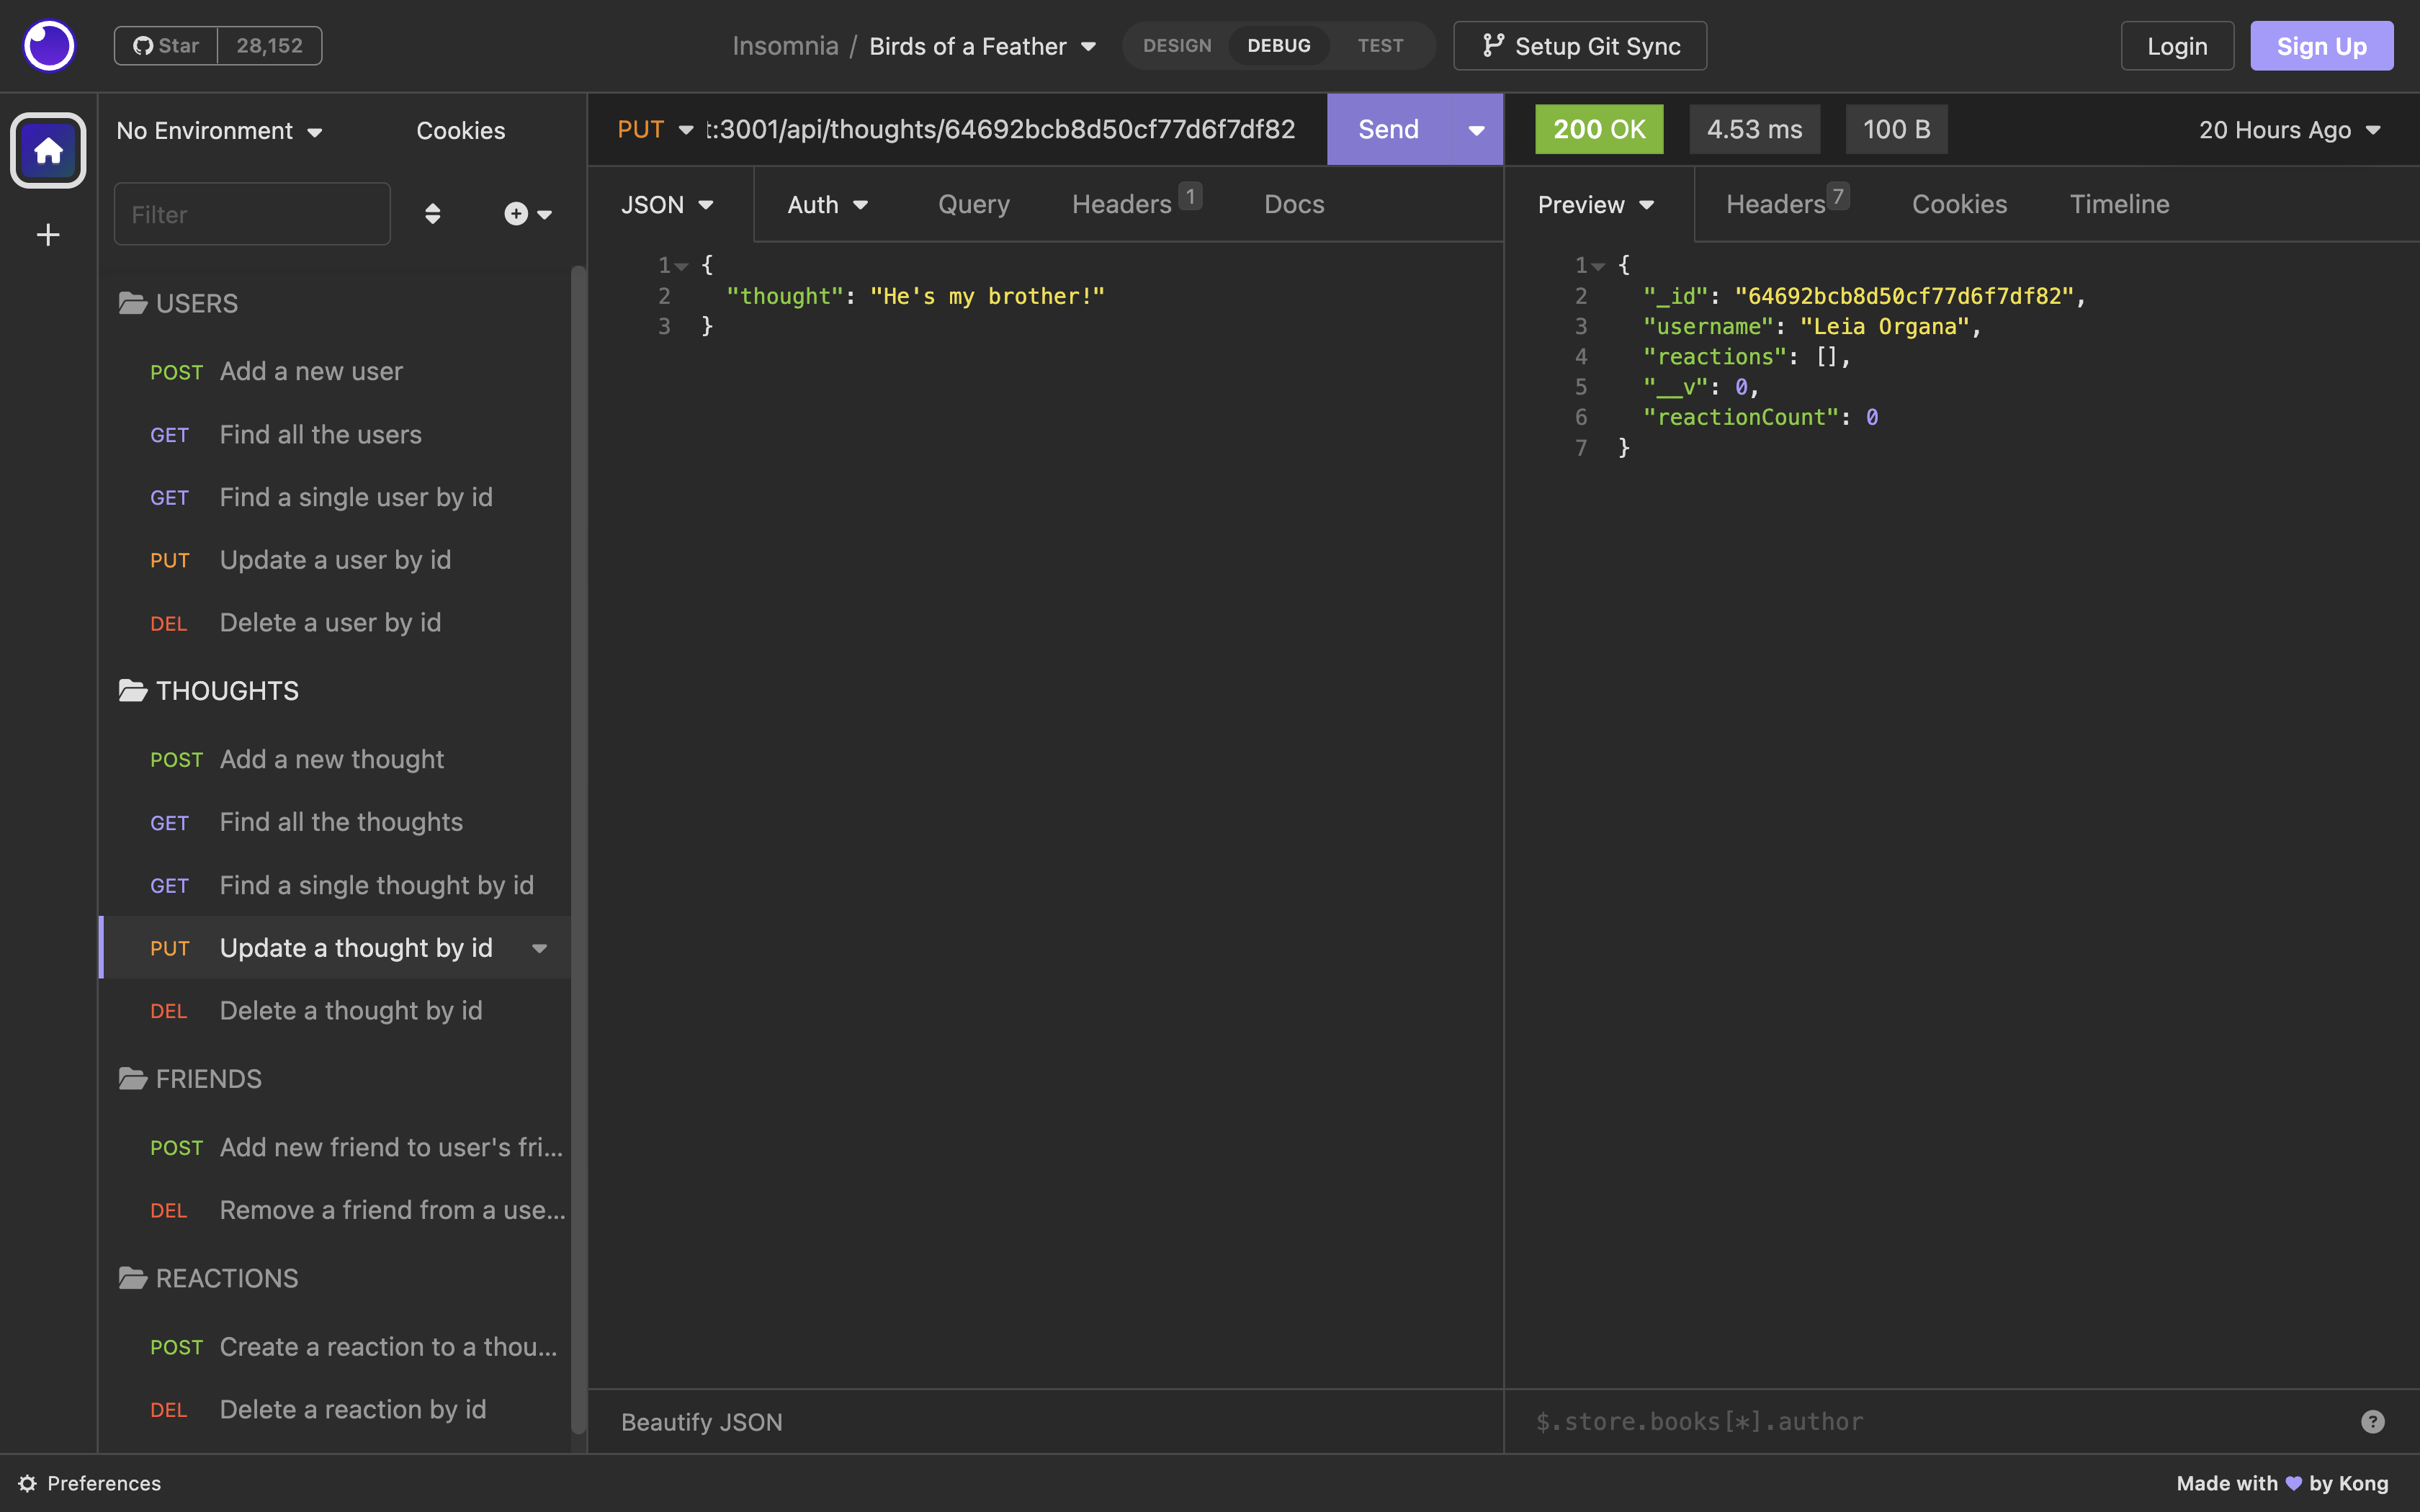 Star 28,152
Insomnia / Birds of a Feather
DESIGN DEBUG TEST
Setup Git Sync
Login
Sign Up
No Environment
Cookies
Filter
USERS
POST Add a new user
GET Find all the users
GET Find a single user by id
PUT Update a user by id
DEL Delete a user by id
THOUGHTS
POST Add a new thought
GET Find all the thoughts
GET Find a single thought by id
PUT Update a thought by id
DEL Delete a thought by id
FRIENDS
POST Add new friend to user's fri...
DEL Remove a friend from a use...
REACTIONS
POST Create a reaction to a thou...
DEL Delete a reaction by id
PUT t:3001/api/thoughts/64692bcb8d50cf77d6f7df82
Send
JSON Auth Query Headers 1 Docs
1 {
2 "thought": "He's my brother!"
3 }
Beautify JSON
200 OK 4.53 ms 100 B 20 Hours Ago
Preview Headers 7 Cookies Timeline
1 {
2 "_id": "64692bcb8d50cf77d6f7df82",
3 "username": "Leia Organa",
4 "reactions": [],
5 "__v": 0,
6 "reactionCount": 0
7 }
$.store.books[*].author
?
Preferences
Made with 💜 by Kong